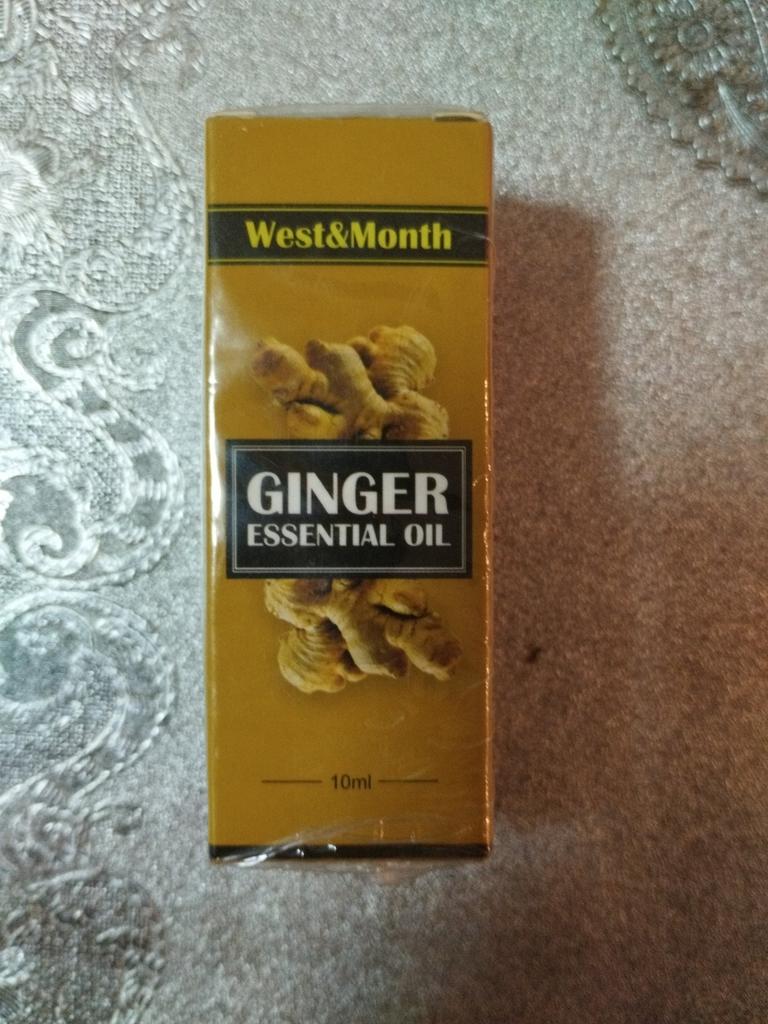 West&Month
GINGER
ESSENTIAL OIL
10ml